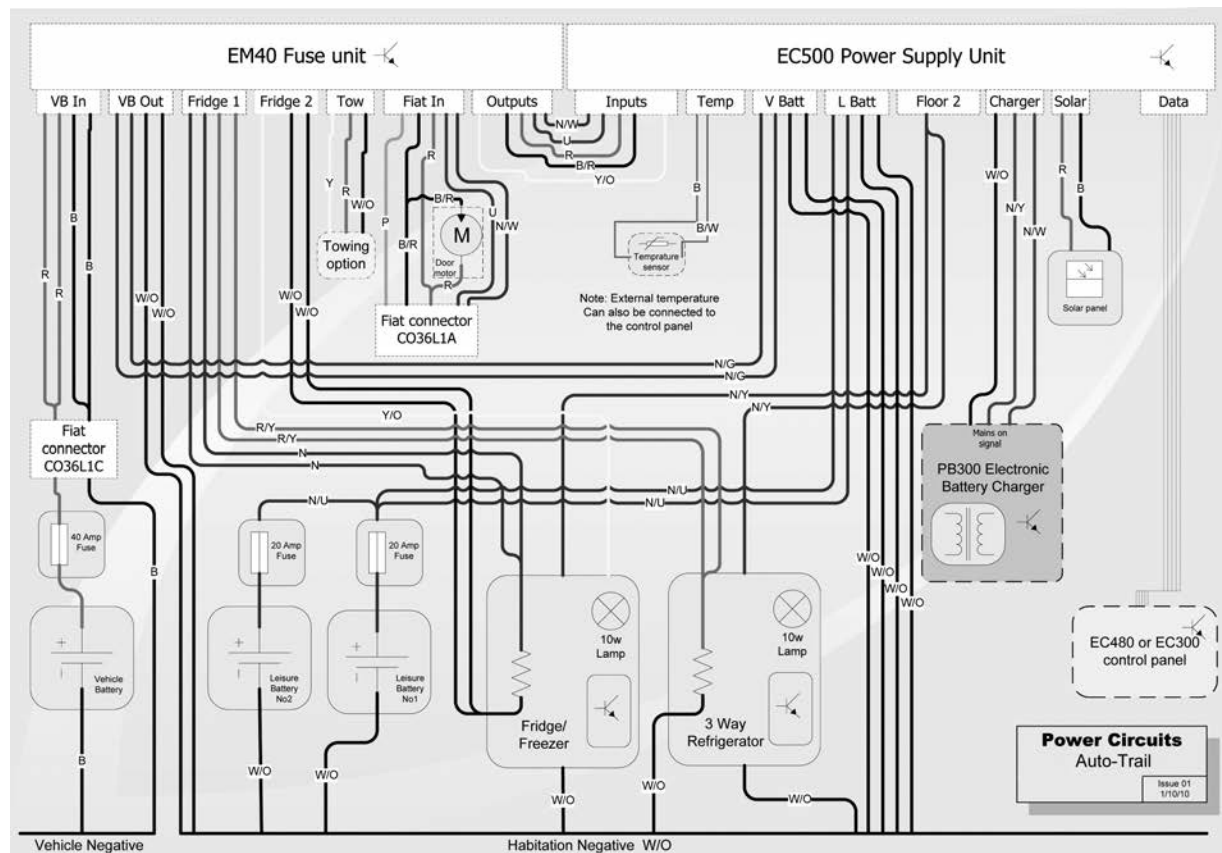 EM40 Fuse unit
EC500 Power Supply Unit
VB In
VB Out
Fridge 1
Fridge 2
Tow
Fiat In
Outputs
Inputs
Temp
V Batt
L Batt
Floor 2
Charger
Solar
Data
N/W
U
R
B/R
Y/O
R
B/R
U
N/W
P
B/R
M
Door
motor
R
Y
R
W/O
Towing
option
Fiat connector
CO36L1A
B
B/W
Temprature
sensor
Note: External temperature
Can also be connected to
the control panel
W/O
N/Y
N/W
R
B
Solar panel
B
B
R
R
W/O
W/O
W/O
W/O
N/G
N/G
N/Y
N/Y
Y/O
R/Y
R/Y
N
N
N/U
N/U
N/U
Fiat
connector
CO36L1C
Mains on
signal
PB300 Electronic
Battery Charger
40 Amp
Fuse
20 Amp
Fuse
20 Amp
Fuse
B
W/O
W/O
W/O
W/O
+
Vehicle
Battery
+
Leisure
Battery
No2
+
Leisure
Battery
No1
10w
Lamp
Fridge/
Freezer
10w
Lamp
3 Way
Refrigerator
EC480 or EC300
control panel
B
W/O
W/O
W/O
W/O
W/O
Power Circuits
Auto-Trail
Issue 01
1/10/10
Vehicle Negative
Habitation Negative W/O